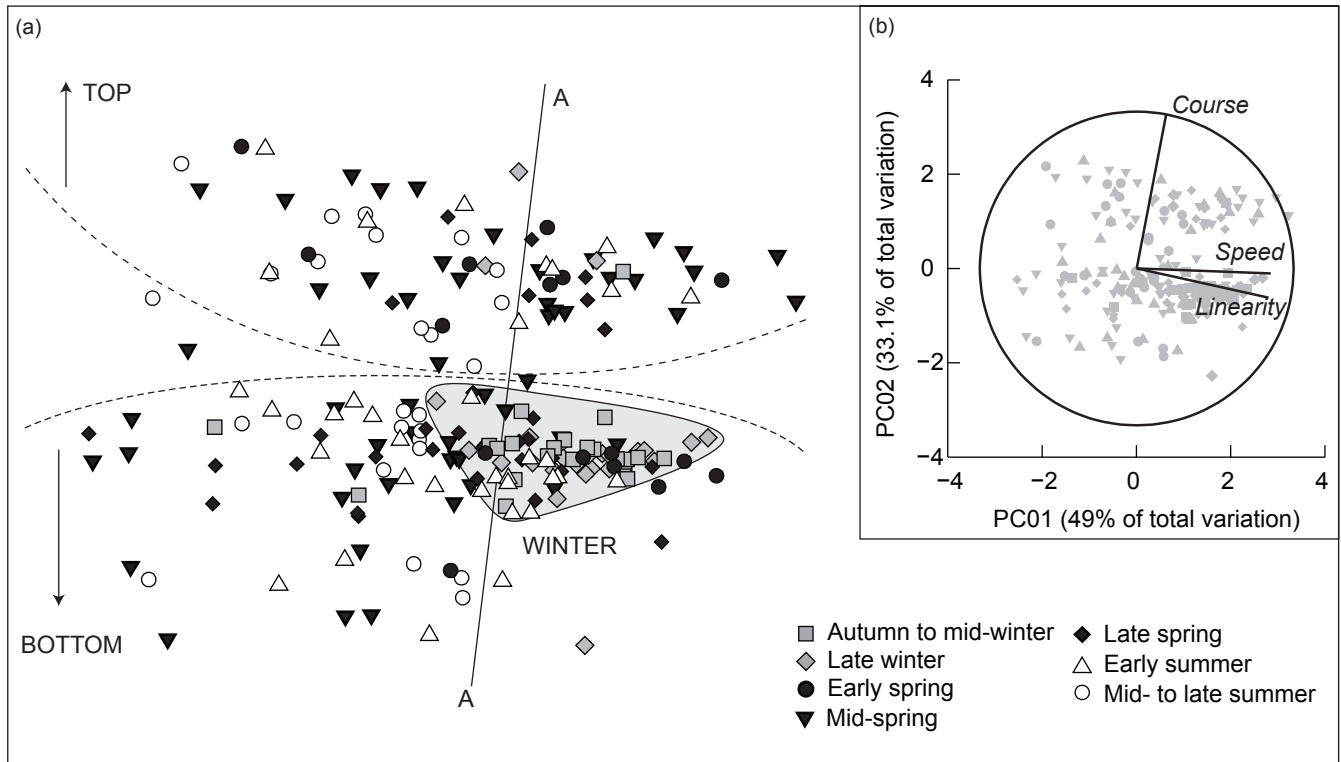 (a)
TOP
A
WINTER
BOTTOM
A
(b)
4
2
0
−2
−4
−4
−2
0
2
4
PC02 (33.1% of total variation)
PC01 (49% of total variation)
Course
Speed
Linearity
Autumn to mid-winter
Late winter
Early spring
Mid-spring
Late spring
Early summer
Mid- to late summer